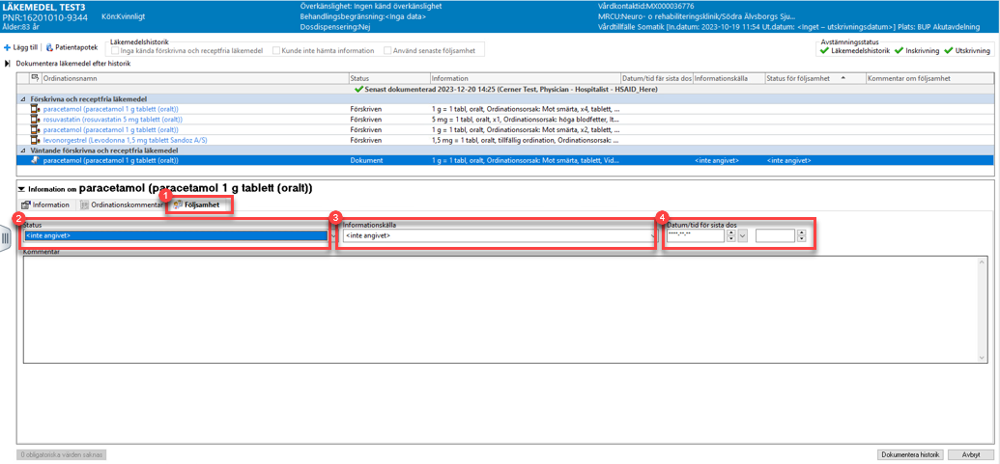 LÄKEMEDEL, TEST3
PNR:16201010-9344 Kön:Kvinnligt
Ålder:83 år
Överkänslighet: Ingen känd överkänslighet
Behandlingsbegränsning:<Inga data>
Dosdispensering:Nej
Vårdkontaktid:MX000036776
MRCU:Neuro- o rehabiliteringsklinik/Södra Älvsborgs Sju...
Vårdtillfälle Somatik [In.datum: 2023-10-19 11:54 Ut.datum: <Inget – utskrivningsdatum>] Plats: BUP Akutavdelning
Lägg till Patientapotek
Läkemedelshistorik
Inga kända förskrivna och receptfria läkemedel Kunde inte hämta information Använd senaste följsamhet
Avstämningsstatus
Läkemedelshistorik Inskrivning Utskrivning
Dokumentera läkemedel efter historik
Ordinationsnamn Status Information Datum/tid får sista dos Informationskälla Status för följsamhet Kommentar om följsamhet
Senast dokumenterad 2023-12-20 14:25 (Cerner Test, Physician - Hospitalist - HSAID_Here)
Förskrivna och receptfria läkemedel
paracetamol (paracetamol 1 g tablett (oralt)) Förskriven 1 g = 1 tabl, oralt, Ordinationsorsak: Mot smärta, x4, tablett, ...
rosuvastatin (rosuvastatin 5 mg tablett (oralt)) Förskriven 5 mg = 1 tabl, oralt, x1, Ordinationsorsak: höga blodfetter, It...
paracetamol (paracetamol 1 g tablett (oralt)) Förskriven 1 g = 1 tabl, oralt, Ordinationsorsak: Mot smärta, x2, tablett, ...
levonorgestrel (Levodonna 1,5 mg tablett Sandoz A/S) Förskriven 1,5 mg = 1 tabl, oralt, tillfällig ordination, Ordinationsorsak: ...
Väntande förskrivna och receptfria läkemedel
paracetamol (paracetamol 1 g tablett (oralt)) Dokument 1 g = 1 tabl, oralt, Ordinationsorsak: Mot smärta, tablett, Vid... <inte angivet> <inte angivet>
Information om paracetamol (paracetamol 1 g tablett (oralt))
Information Ordinationskommentar 1 Följsamhet
2 Status
<inte angivet>
3 Informationskälla
<inte angivet>
4 Datum/tid för sista dos
****-**-**
Kommentar
0 obligatoriska värden saknas
Dokumentera historik Avbryt